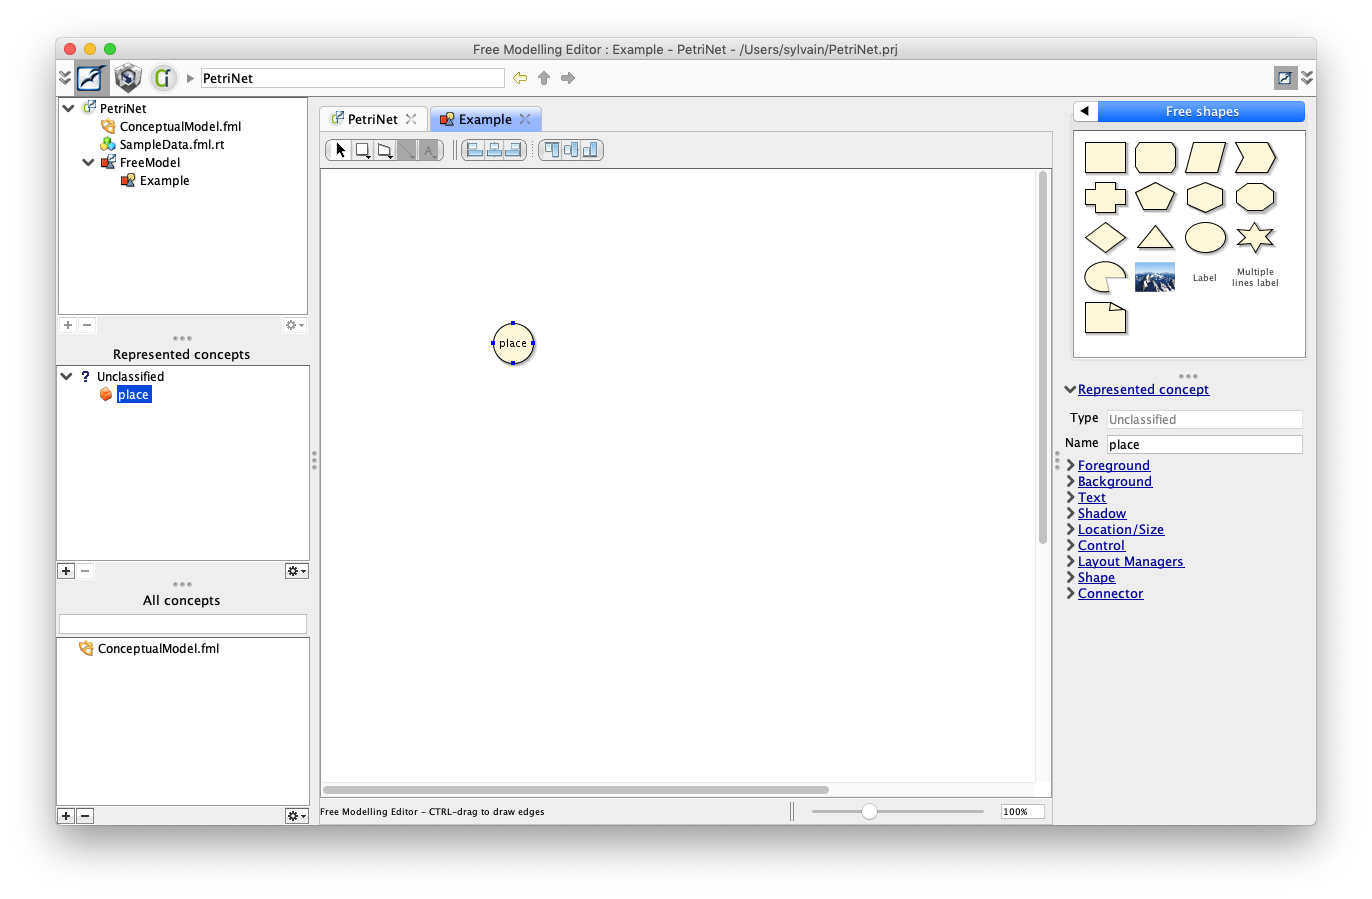 Free Modelling Editor : Example - PetriNet - /Users/sylvain/PetriNet.prj
PetriNet
PetriNet
ConceptualModel.fml
SampleData.fml.rt
FreeModel
Example
Represented concepts
? Unclassified
place
All concepts
ConceptualModel.fml
PetriNet
Example
A
place
Free Modelling Editor - CTRL-drag to draw edges
100%
Free shapes
Label
Multiple
lines label
Represented concept
Type Unclassified
Name place
Foreground
Background
Text
Shadow
Location/Size
Control
Layout Managers
Shape
Connector